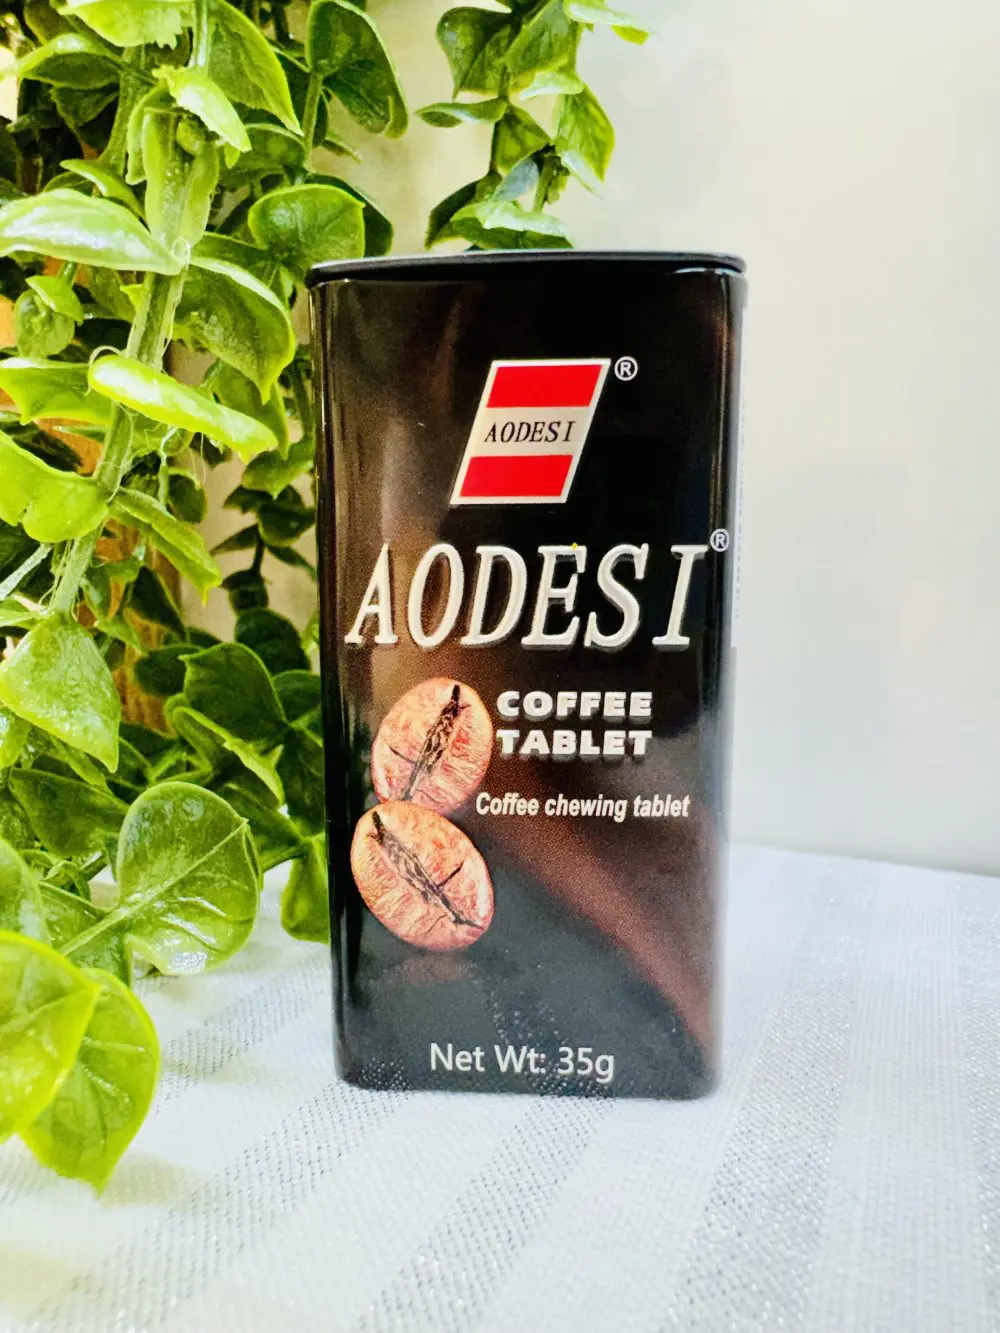 AODESI ®
AODESI®
COFFEE
TABLET
Coffee chewing tablet
Net Wt: 35g